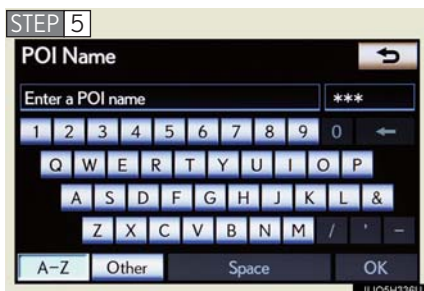 STEP 5
POI Name
Enter a POI name ***
1 2 3 4 5 6 7 8 9 0 ←
Q W E R T Y U I O P
A S D F G H J K L &
Z X C V B N M / ' -
A-Z Other Space OK